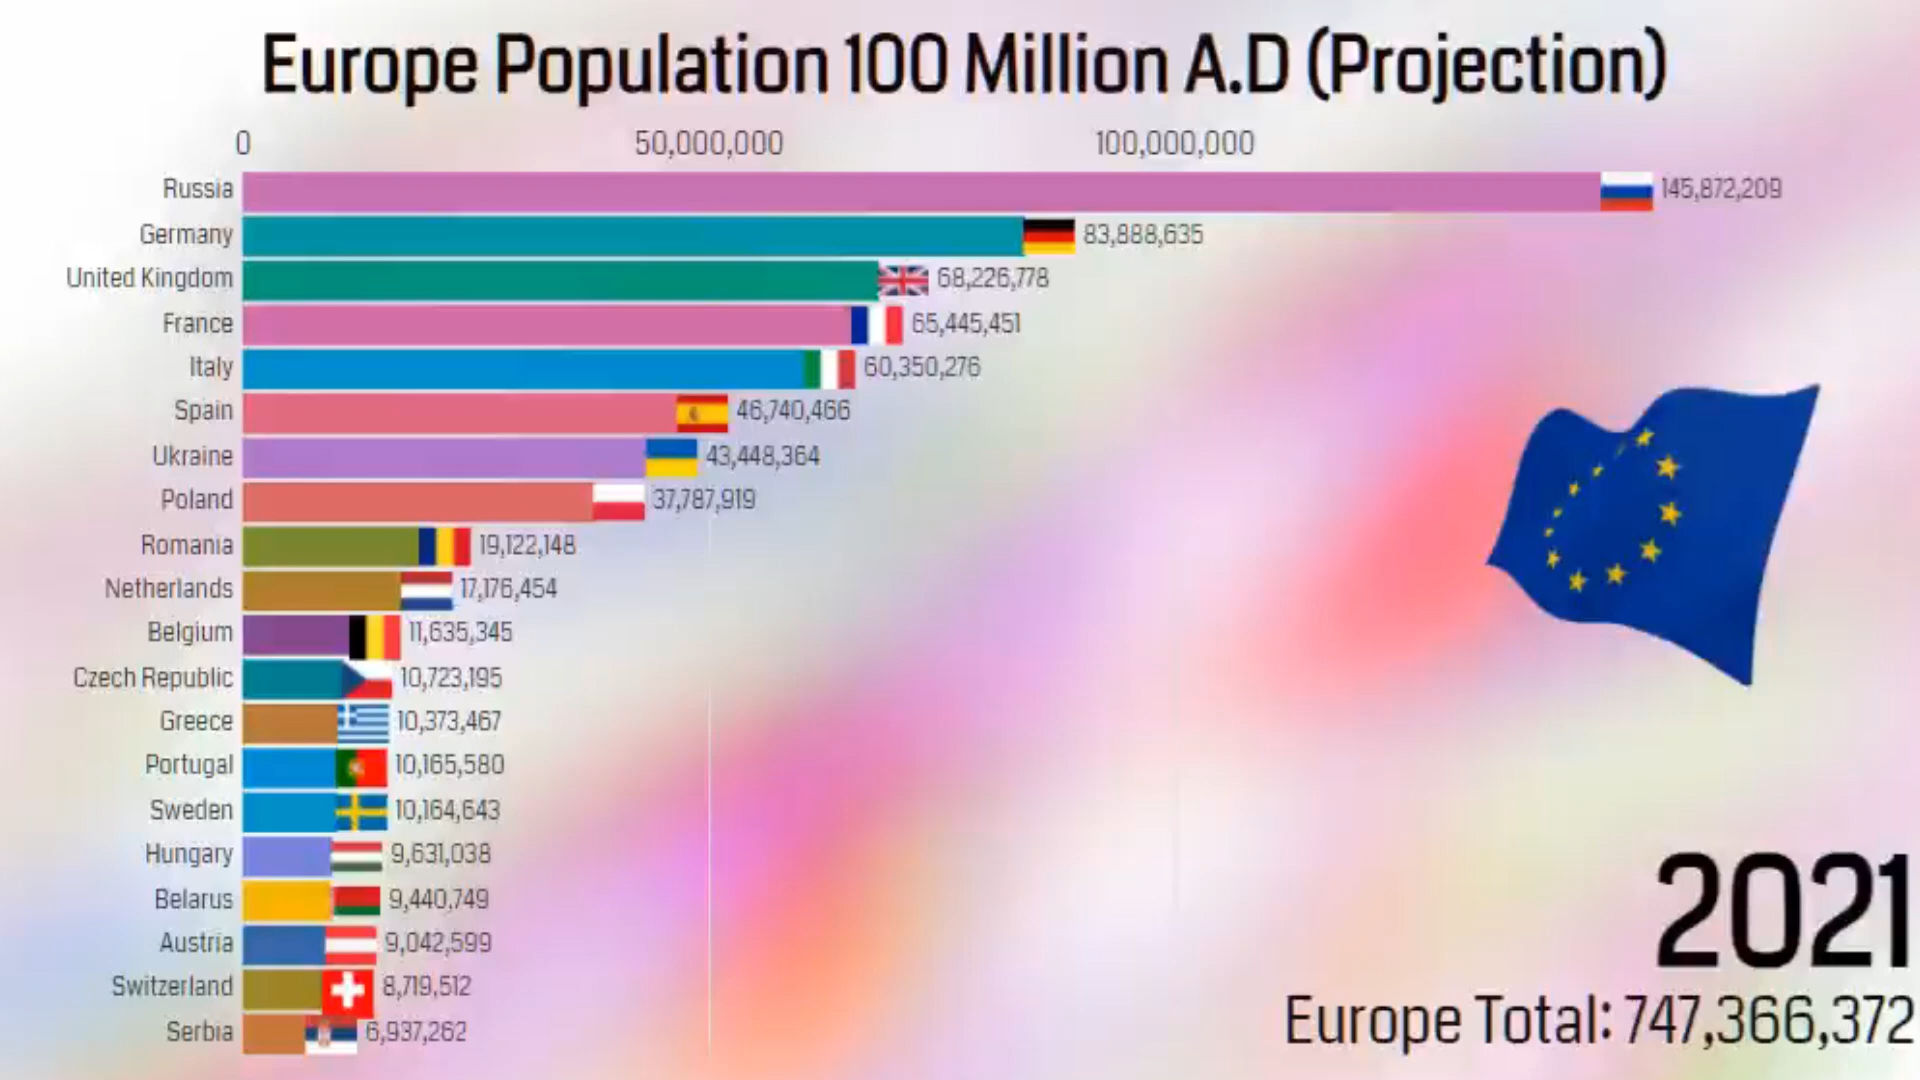 Europe Population 100 Million A.D (Projection)
0 50,000,000 100,000,000
Russia 145,872,209
Germany 83,888,635
United Kingdom 68,226,778
France 65,445,451
Italy 60,350,276
Spain 46,740,466
Ukraine 43,448,364
Poland 37,787,919
Romania 19,122,148
Netherlands 17,176,454
Belgium 11,635,345
Czech Republic 10,723,195
Greece 10,373,467
Portugal 10,165,580
Sweden 10,164,643
Hungary 9,631,038
Belarus 9,440,749
Austria 9,042,599
Switzerland 8,719,512
Serbia 6,937,262
2021
Europe Total: 747,366,372